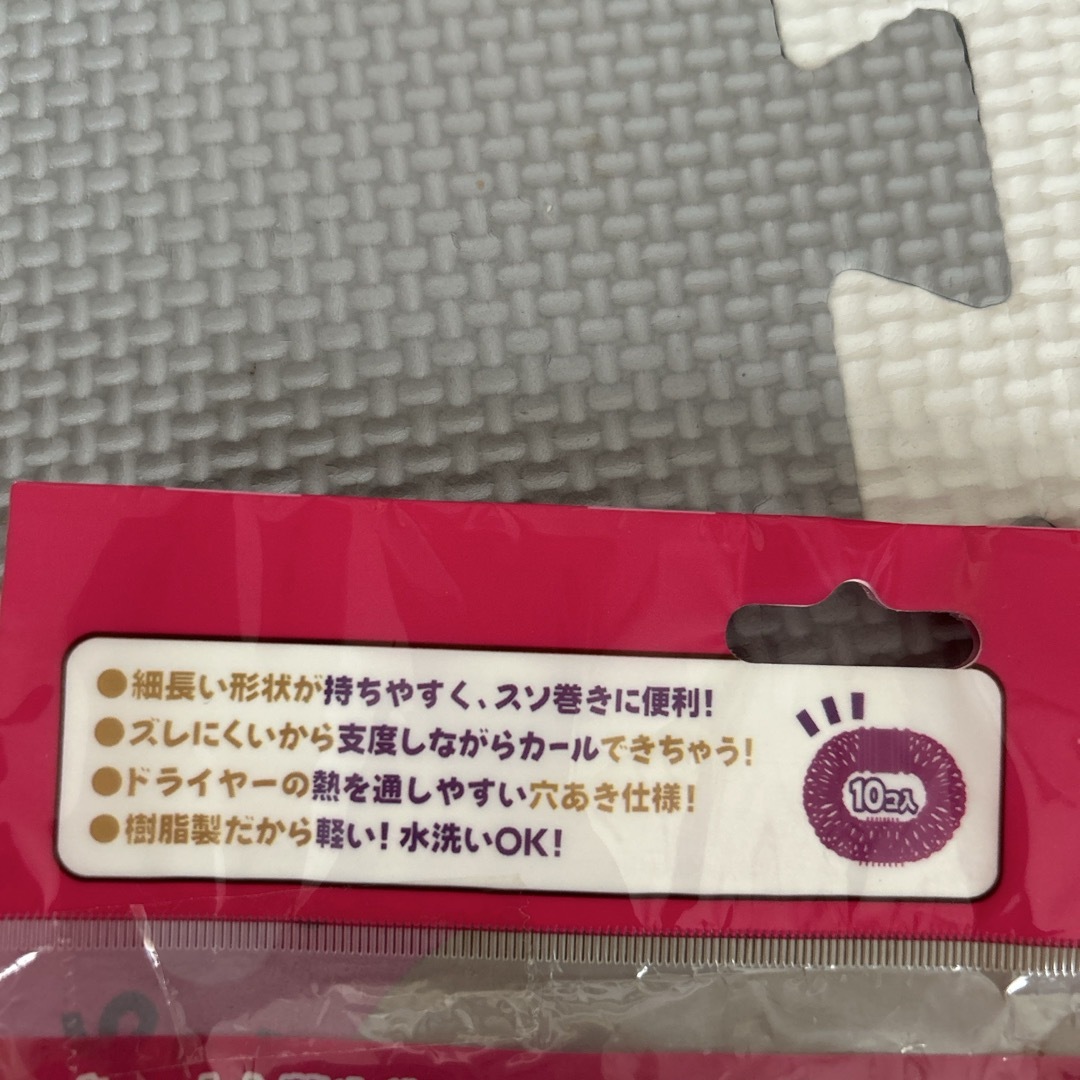 ●細長い形状が持ちやすく、スソ巻きに便利!
●ズレにくいから支度しながらカールできちゃう!
●ドライヤーの熱を通しやすい穴あき仕様!
●樹脂製だから軽い! 水洗いOK!
10コ入